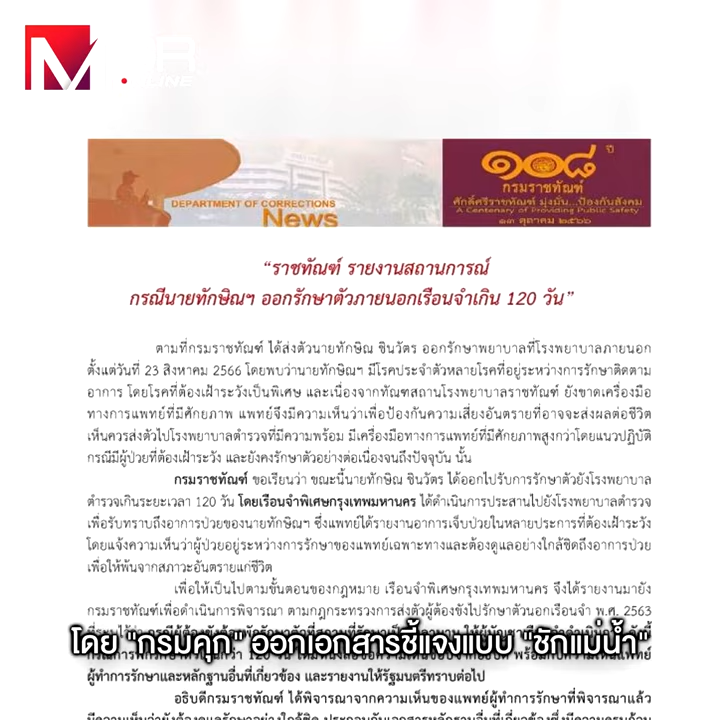 M
LINE
DEPARTMENT OF CORRECTIONS
News
๑๐๘ ปี
กรมราชทัณฑ์
ศักดิ์ศรีราชทัณฑ์ มุ่งมั่น...ป้องกันสังคม
A Centenary of Providing Public Safety
๑๓ ตุลาคม ๒๕๖๖
“ราชทัณฑ์ รายงานสถานการณ์
กรณีนายทักษิณฯ ออกรักษาตัวภายนอกเรือนจำเกิน 120 วัน”
ตามที่กรมราชทัณฑ์ ได้ส่งตัวนายทักษิณ ชินวัตร ออกรักษาพยาบาลที่โรงพยาบาลภายนอก
ตั้งแต่วันที่ 23 สิงหาคม 2566 โดยพบว่านายทักษิณฯ มีโรคประจำตัวหลายโรคที่อยู่ระหว่างการรักษาติดตาม
อาการ โดยโรคที่ต้องเฝ้าระวังเป็นพิเศษ และเนื่องจากทัณฑสถานโรงพยาบาลราชทัณฑ์ ยังขาดเครื่องมือ
ทางการแพทย์ที่มีศักยภาพ แพทย์จึงมีความเห็นว่าเพื่อป้องกันความเสี่ยงอันตรายที่อาจจะส่งผลต่อชีวิต
เห็นควรส่งตัวไปโรงพยาบาลตำรวจที่มีความพร้อม มีเครื่องมือทางการแพทย์ที่มีศักยภาพสูงกว่าโดยแนวปฏิบัติ
กรณีมีผู้ป่วยที่ต้องเฝ้าระวัง และยังคงรักษาตัวอย่างต่อเนื่องจนถึงปัจจุบัน นั้น
กรมราชทัณฑ์ ขอเรียนว่า ขณะนี้นายทักษิณ ชินวัตร ได้ออกไปรับการรักษาตัวยังโรงพยาบาล
ตำรวจเกินระยะเวลา 120 วัน โดยเรือนจำพิเศษกรุงเทพมหานคร ได้ดำเนินการประสานไปยังโรงพยาบาลตำรวจ
เพื่อรับทราบถึงอาการป่วยของนายทักษิณฯ ซึ่งแพทย์ได้รายงานอาการเจ็บป่วยในหลายประการที่ต้องเฝ้าระวัง
โดยแจ้งความเห็นว่าผู้ป่วยอยู่ระหว่างการรักษาของแพทย์เฉพาะทางและต้องดูแลอย่างใกล้ชิดถึงอาการป่วย
เพื่อให้พ้นจากสภาวะอันตรายแก่ชีวิต
เพื่อให้เป็นไปตามขั้นตอนของกฎหมาย เรือนจำพิเศษกรุงเทพมหานคร จึงได้รายงานมายัง
กรมราชทัณฑ์เพื่อดำเนินการพิจารณา ตามกฎกระทรวงการส่งตัวผู้ต้องขังไปรักษาตัวนอกเรือนจำ พ.ศ. 2563
โดย "กรมคุก" ออกเอกสารชี้แจงแบบ "ชักแม่น้ำ"
ผู้ทำการรักษาและหลักฐานอื่นที่เกี่ยวข้อง และรายงานให้รัฐมนตรีทราบต่อไป
อธิบดีกรมราชทัณฑ์ ได้พิจารณาจากความเห็นของแพทย์ผู้ทำการรักษาที่พิจารณาแล้ว